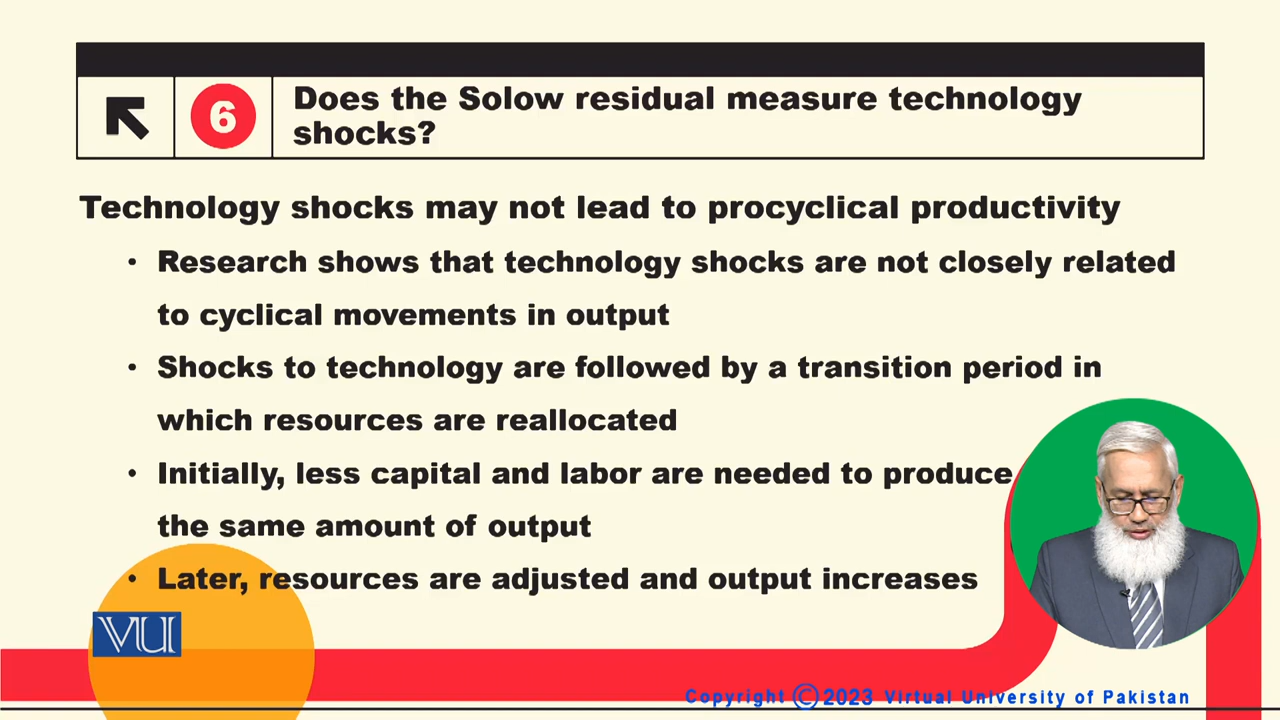 6
Does the Solow residual measure technology
shocks?
Technology shocks may not lead to procyclical productivity
• Research shows that technology shocks are not closely related
to cyclical movements in output
• Shocks to technology are followed by a transition period in
which resources are reallocated
• Initially, less capital and labor are needed to produce
the same amount of output
• Later, resources are adjusted and output increases
VU
Copyright ©2023 Virtual University of Pakistan